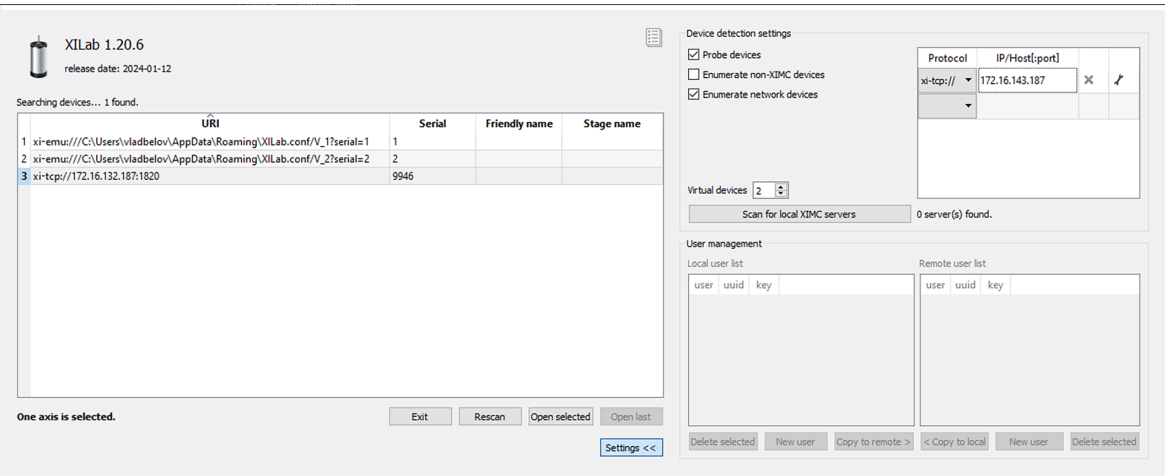 XILab 1.20.6
release date: 2024-01-12
Searching devices... 1 found.
URI Serial Friendly name Stage name
1 xi-emu:///C:\Users\vladbelov\AppData\Roaming\XILab.conf/V_1?serial=1 1
2 xi-emu:///C:\Users\vladbelov\AppData\Roaming\XILab.conf/V_2?serial=2 2
3 xi-tcp://172.16.132.187:1820 9946
One axis is selected.
Exit Rescan Open selected Open last
Settings <<
Device detection settings
Probe devices
Enumerate non-XIMC devices
Enumerate network devices
Protocol IP/Host[:port]
xi-tcp:// 172.16.143.187
Virtual devices 2
Scan for local XIMC servers 0 server(s) found.
User management
Local user list
user uuid key
Remote user list
user uuid key
Delete selected New user Copy to remote > < Copy to local New user Delete selected